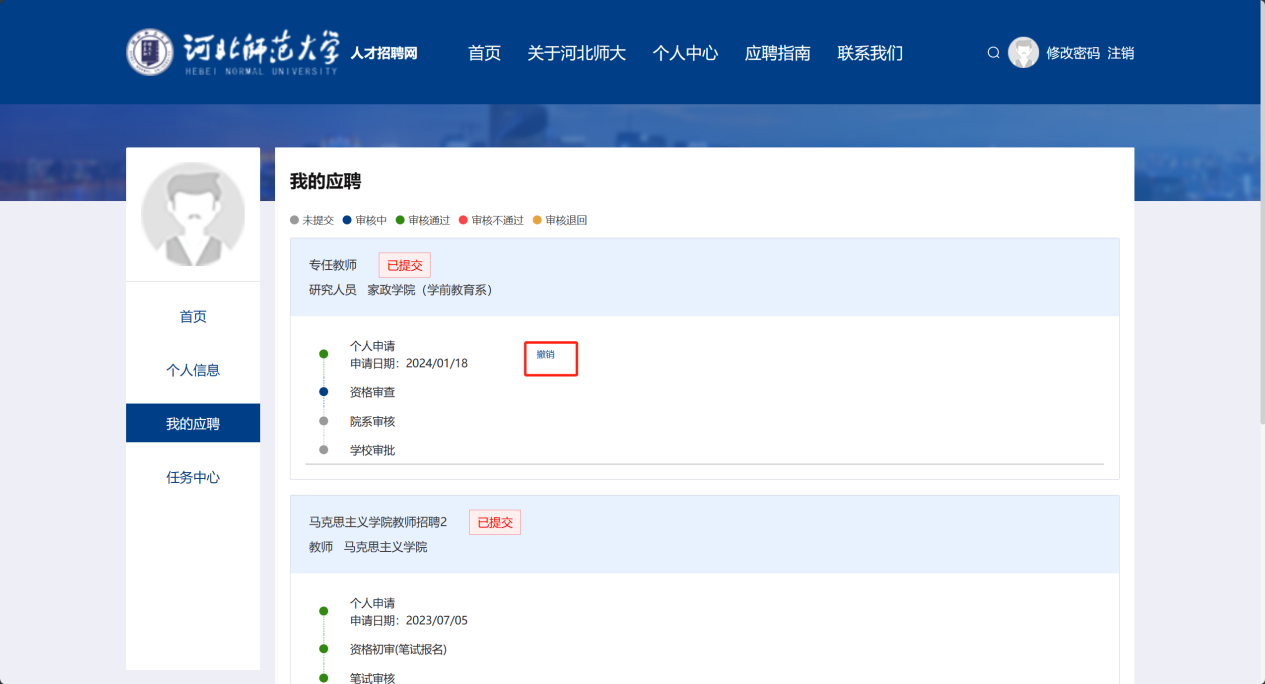 河北师范大学 人才招聘网 首页 关于河北师大 个人中心 应聘指南 联系我们 修改密码 注销
HEBEI NORMAL UNIVERSITY
我的应聘
未提交 审核中 审核通过 审核不通过 审核退回
专任教师 已提交
研究人员 家政学院（学前教育系）
首页
个人信息
我的应聘
任务中心
个人申请
申请日期：2024/01/18
撤销
资格审查
院系审核
学校审批
马克思主义学院教师招聘2 已提交
教师 马克思主义学院
个人申请
申请日期：2023/07/05
资格初审(笔试报名)
笔试审核